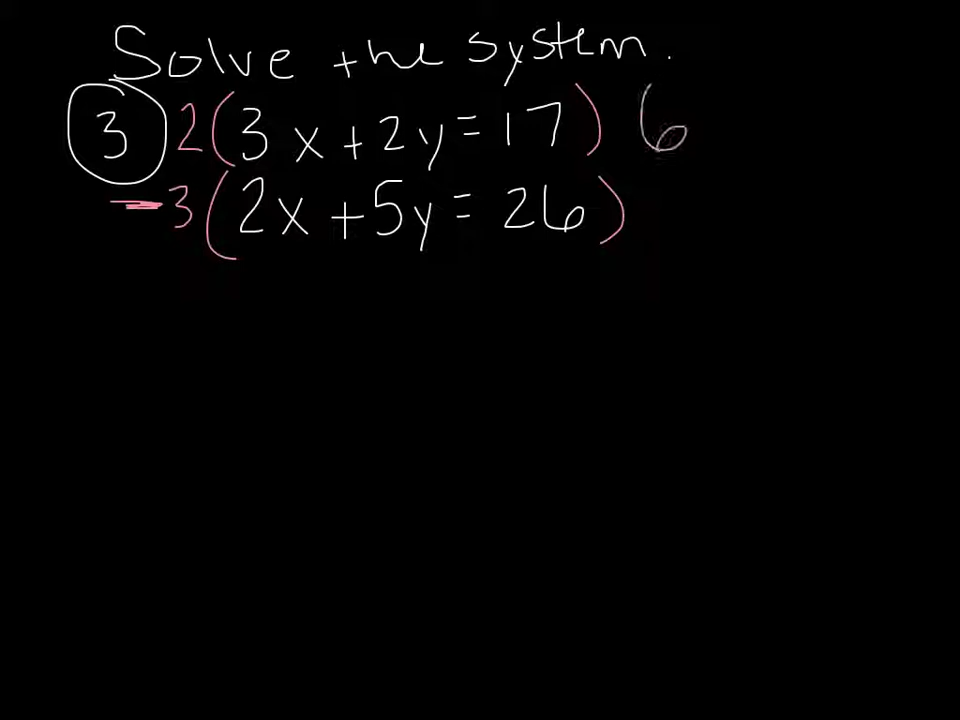 Solve the system.
3 2(3x+2y=17) 6
-3(2x+5y=26)